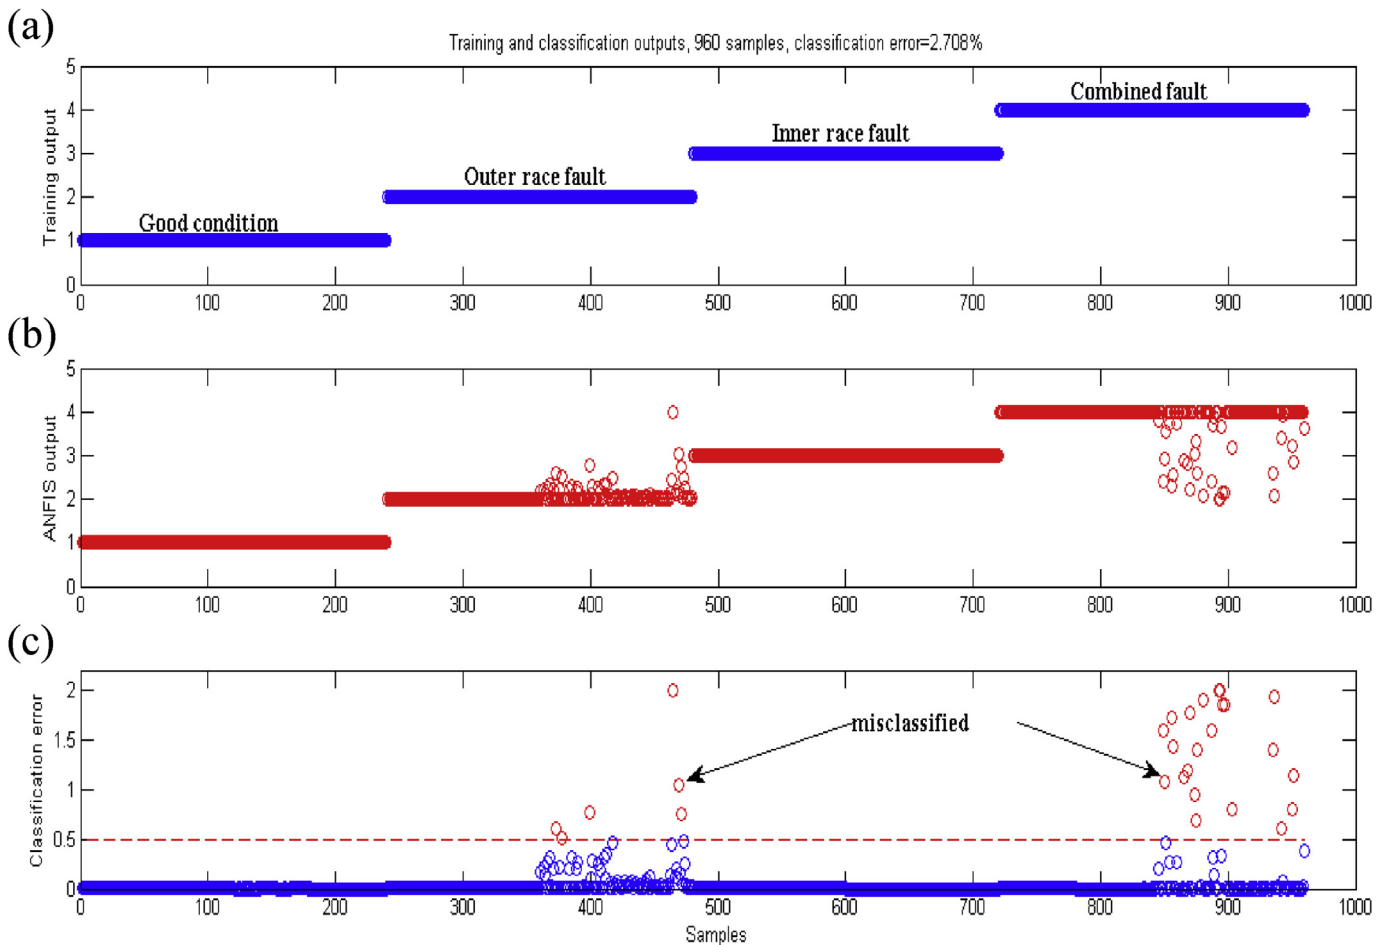 (a)
Training and classification outputs, 960 samples, classification error=2.708%
Training output
5
4
3
2
1
0
Good condition
Outer race fault
Inner race fault
Combined fault
0 100 200 300 400 500 600 700 800 900 1000
(b)
ANFIS output
5
4
3
2
1
0
0 100 200 300 400 500 600 700 800 900 1000
(c)
Classification error
2
1.5
1
0.5
0
misclassified
0 100 200 300 400 500 600 700 800 900 1000
Samples